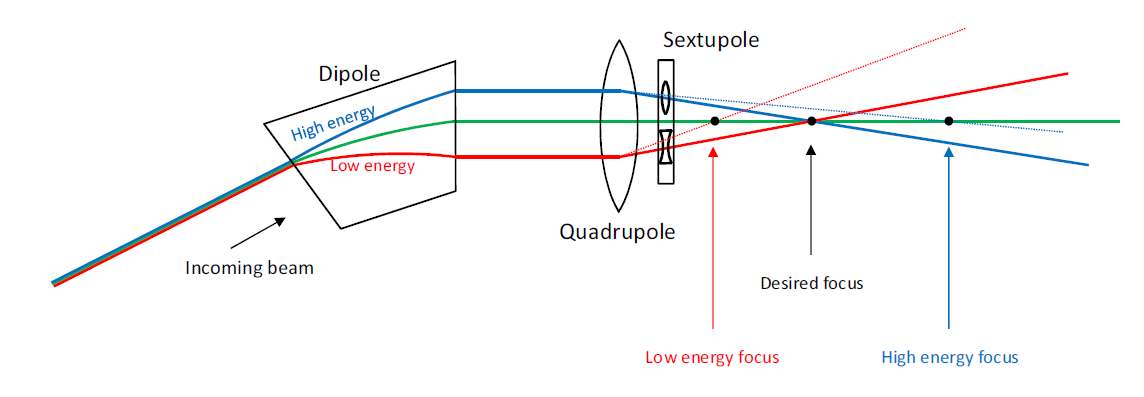 Sextupole
Dipole
High energy
Low energy
Quadrupole
Incoming beam
Desired focus
Low energy focus
High energy focus